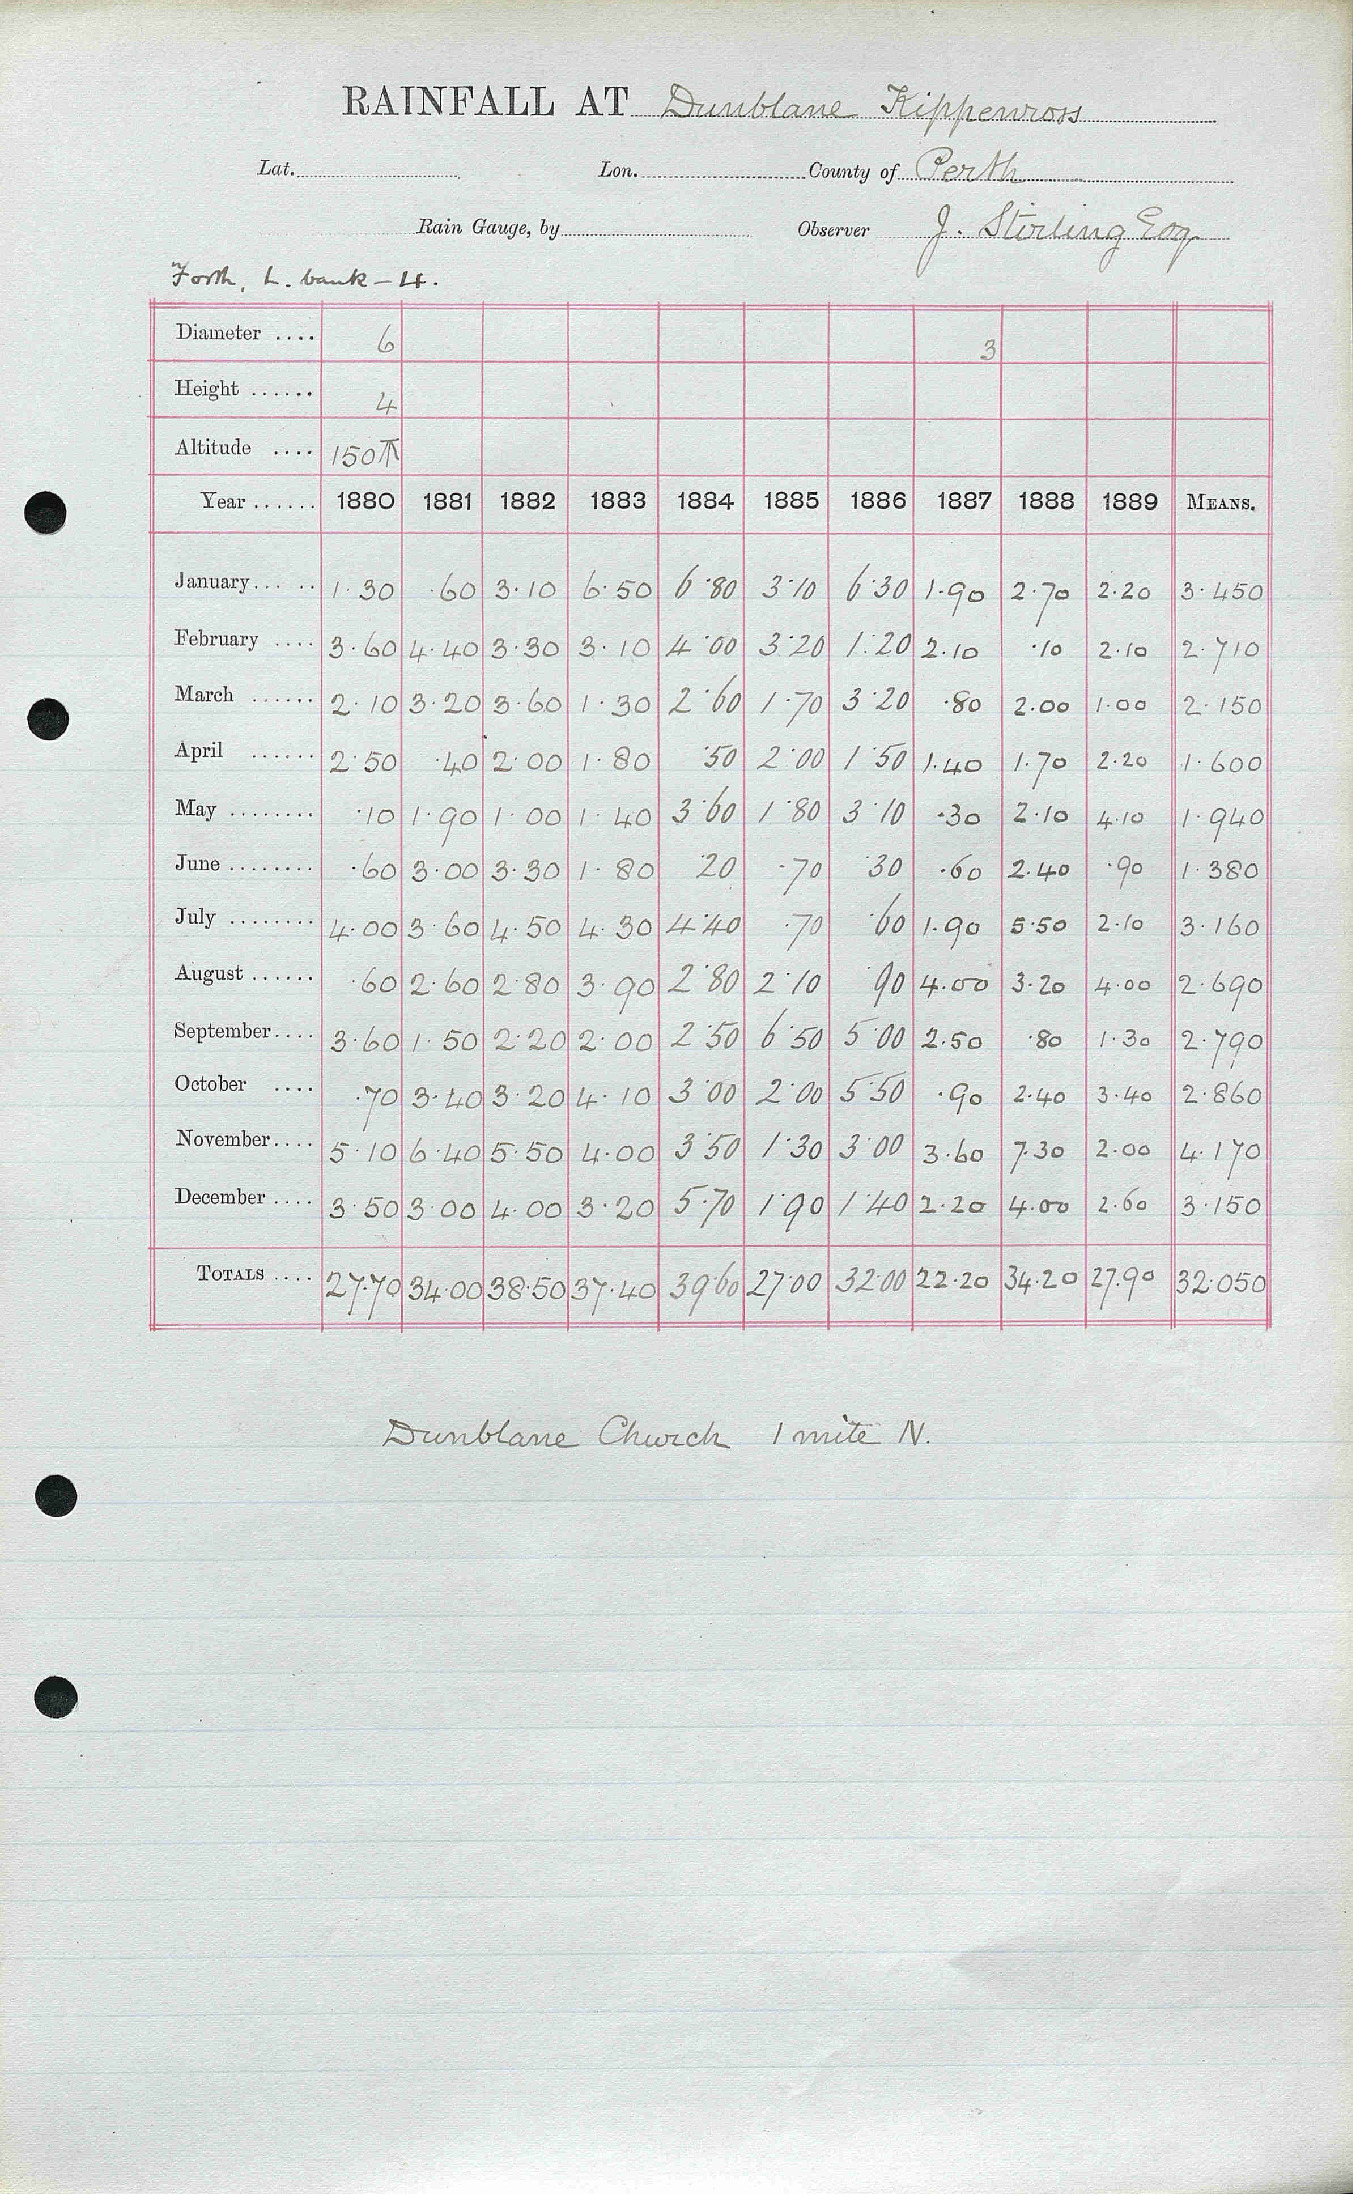 RAINFALL AT Dunblane Kippenross
Lat. Lon. County of Perth
Rain Gauge, by Observer J. Stirling Esq
Forth, L. bank – 4.
Diameter .... 6 3
Height ...... 4
Altitude .... 150 T
Year ...... 1880 1881 1882 1883 1884 1885 1886 1887 1888 1889 MEANS.
January ...... 1.30 .60 3.10 6.50 6.80 3.10 6.30 1.90 2.70 2.20 3.450
February .... 3.60 4.40 3.30 3.10 4.00 3.20 1.20 2.10 .10 2.10 2.710
March ...... 2.10 3.20 3.60 1.30 2.60 1.70 3.20 .80 2.00 1.00 2.150
April ...... 2.50 .40 2.00 1.80 .50 2.00 1.50 1.40 1.70 2.20 1.600
May ........ .10 1.90 1.00 1.40 3.60 1.80 3.10 .30 2.10 4.10 1.940
June ........ .60 3.00 3.30 1.80 20 .70 30 .60 2.40 .90 1.380
July ........ 4.00 3.60 4.50 4.30 4.40 .70 .60 1.90 5.50 2.10 3.160
August ...... .60 2.60 2.80 3.90 2.80 2.10 90 4.00 3.20 4.00 2.690
September .... 3.60 1.50 2.20 2.00 2.50 6.50 5.00 2.50 .80 1.30 2.790
October .... .70 3.40 3.20 4.10 3.00 2.00 5.50 .90 2.40 3.40 2.860
November .... 5.10 6.40 5.50 4.00 3.50 1.30 3.00 3.60 7.30 2.00 4.170
December .... 3.50 3.00 4.00 3.20 5.70 1.90 1.40 2.20 4.00 2.60 3.150
TOTALS .... 27.70 34.00 38.50 37.40 39.60 27.00 32.00 22.20 34.20 27.90 32.050
Dunblane Church 1 mile N.